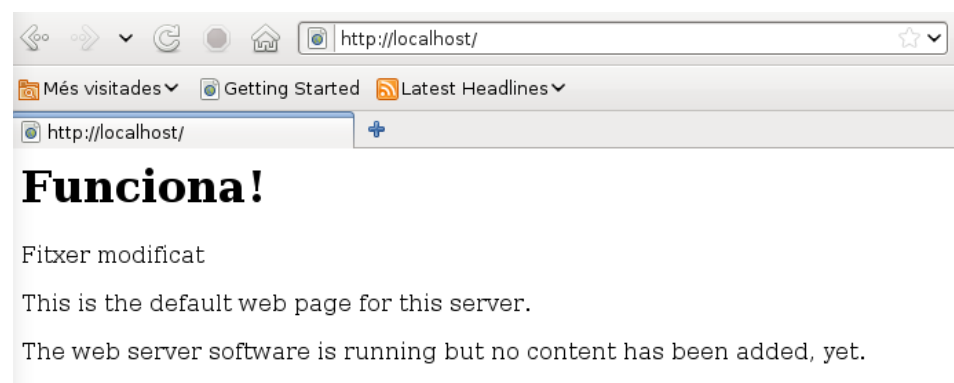 http://localhost/
Més visitades Getting Started Latest Headlines
http://localhost/
Funciona!
Fitxer modificat
This is the default web page for this server.
The web server software is running but no content has been added, yet.